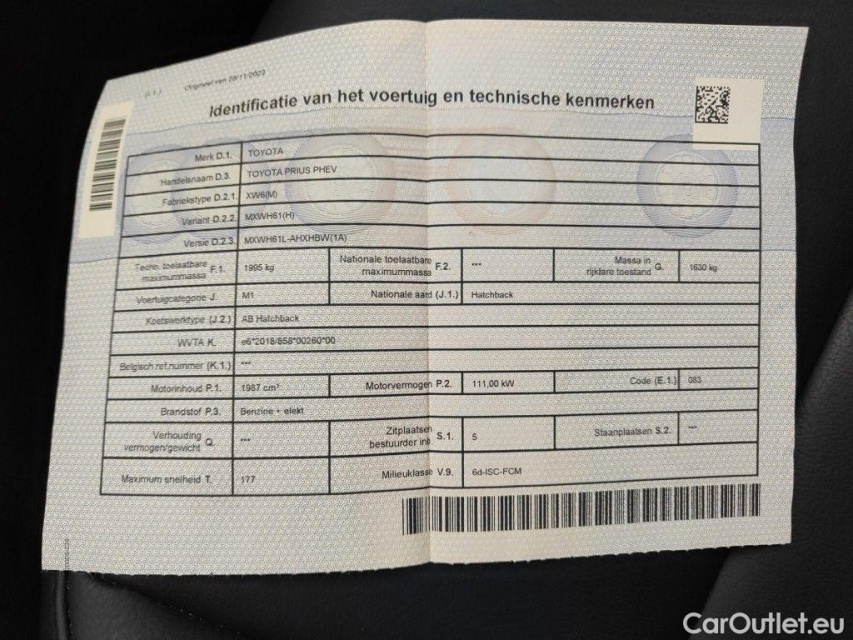 (J.1.) Origineel van 28/11/2023
Identificatie van het voertuig en technische kenmerken
Merk D.1. TOYOTA
Handelsnaam D.3. TOYOTA PRIUS PHEV
Fabriekstype D.2.1. XW6(M)
Variant D.2.2. MXWH61(H)
Versie D.2.3. MXWH61L-AHXHBW(1A)
Techn. toelaatbare maximummassa F.1. 1995 kg Nationale toelaatbare maximummassa F.2. *** Massa in rijklare toestand G. 1630 kg
Voertuigcategorie J. M1 Nationale aard (J.1.) Hatchback
Koetswerktype (J.2.) AB Hatchback
WVTA K. e6*2018/858*00260*00
Belgisch ref.nummer (K.1.) ***
Motorinhoud P.1. 1987 cm³ Motorvermogen P.2. 111,00 kW Code (E.1.) 083
Brandstof P.3. Benzine + elekt
Verhouding vermogen/gewicht Q. *** Zitplaatsen bestuurder inb. S.1. 5 Staanplaatsen S.2. ***
Maximum snelheid T. 177 Milieuklasse V.9. 6d-ISC-FCM
CarOutlet.eu